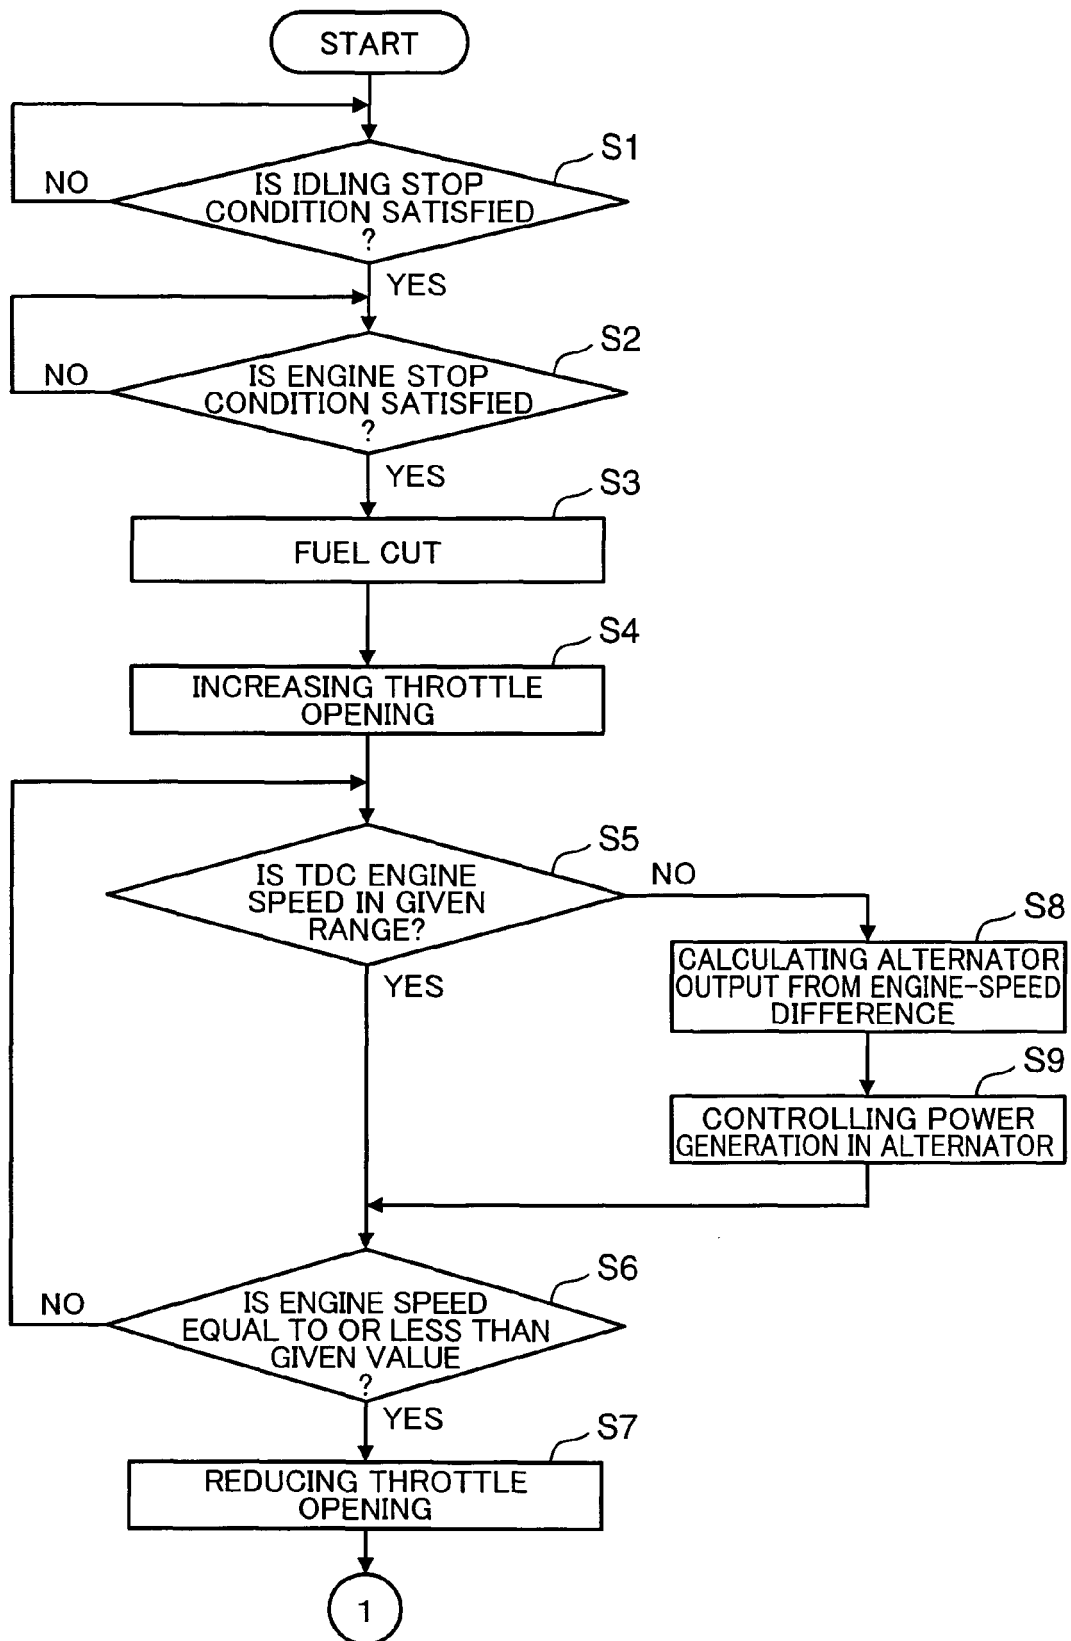 START
S1
NO
IS IDLING STOP
CONDITION SATISFIED
?
YES
S2
NO
IS ENGINE STOP
CONDITION SATISFIED
?
YES
S3
FUEL CUT
S4
INCREASING THROTTLE
OPENING
S5
NO
IS TDC ENGINE
SPEED IN GIVEN
RANGE?
YES
S8
CALCULATING ALTERNATOR
OUTPUT FROM ENGINE-SPEED
DIFFERENCE
S9
CONTROLLING POWER
GENERATION IN ALTERNATOR
S6
NO
IS ENGINE SPEED
EQUAL TO OR LESS THAN
GIVEN VALUE
?
YES
S7
REDUCING THROTTLE
OPENING
1